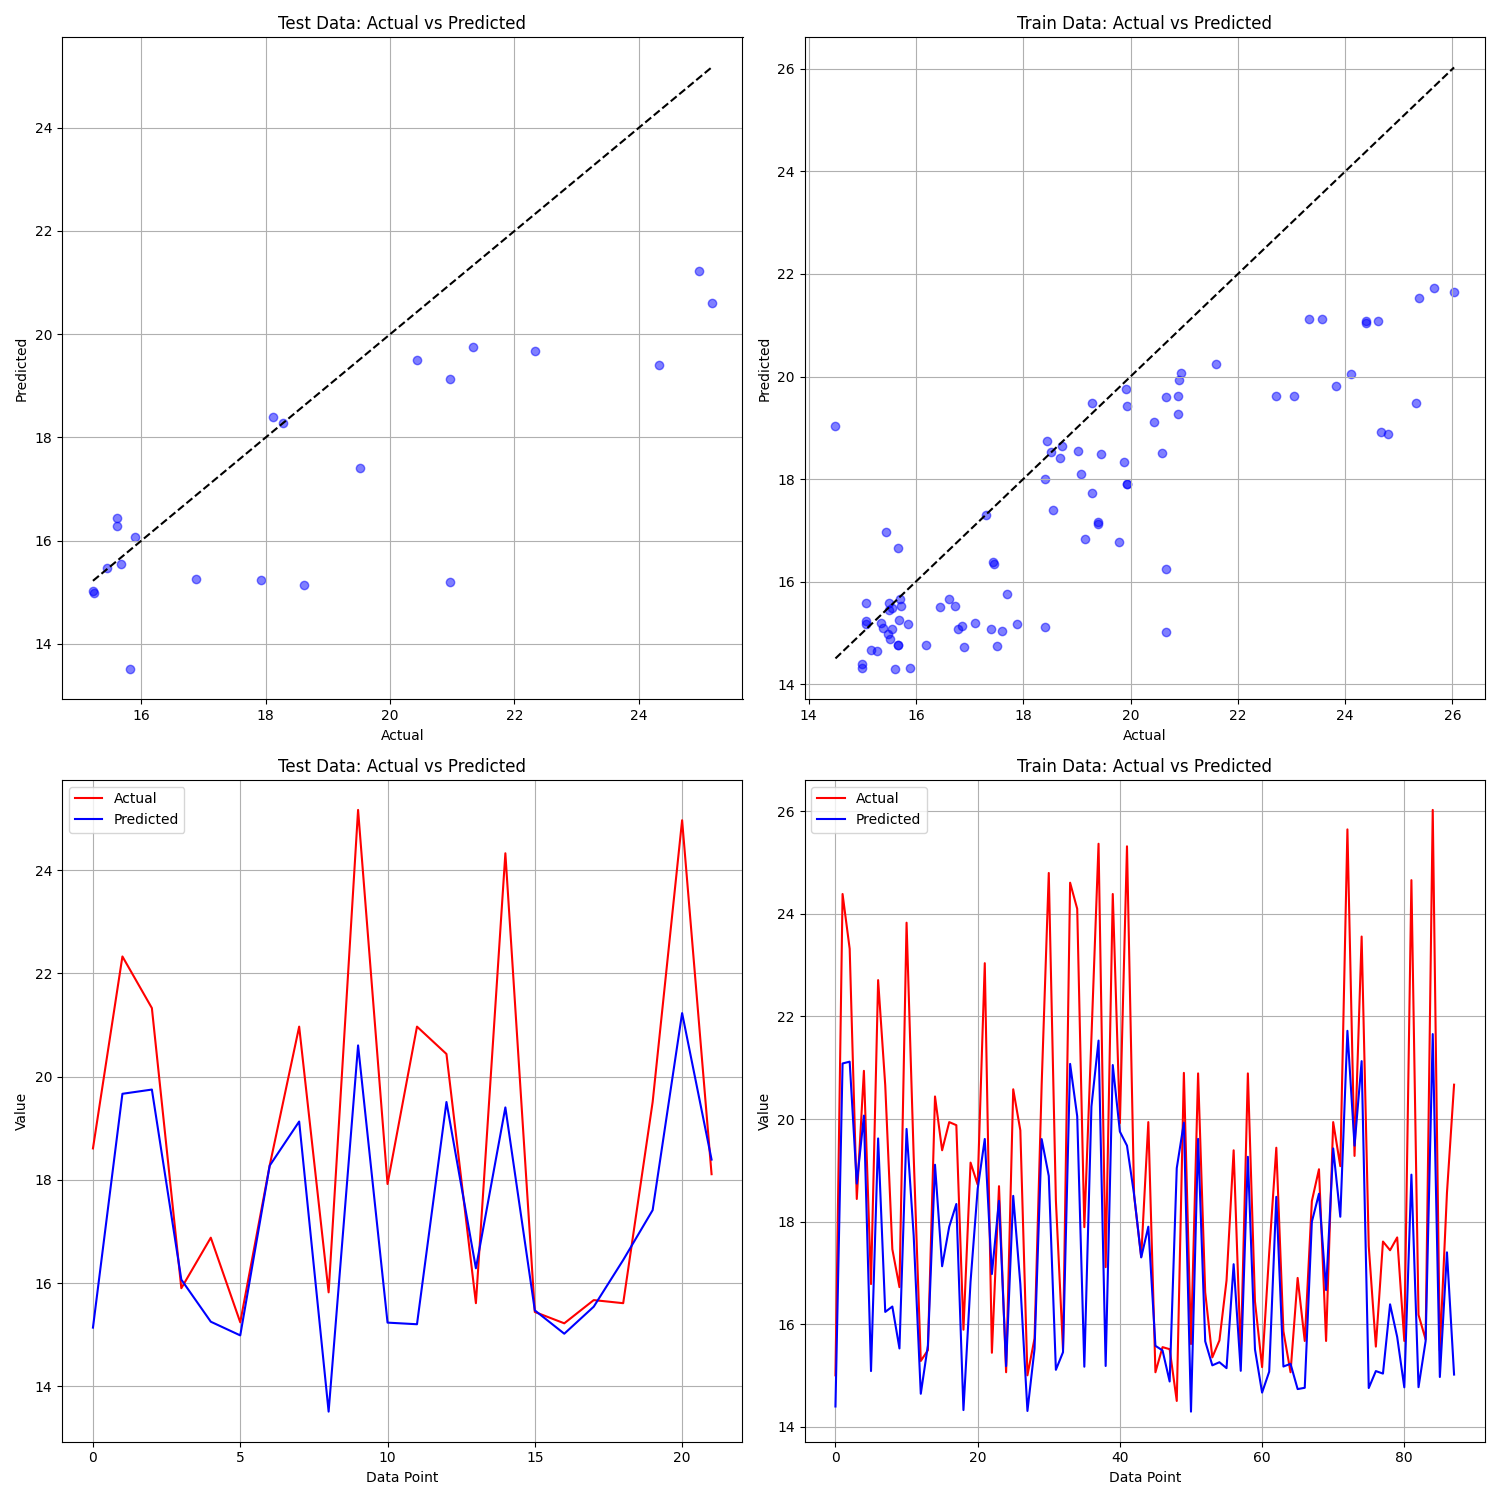 Test Data: Actual vs Predicted
Predicted
24
22
20
18
16
14
16 18 20 22 24
Actual
Train Data: Actual vs Predicted
Predicted
26
24
22
20
18
16
14
14 16 18 20 22 24 26
Actual
Test Data: Actual vs Predicted
Actual
Predicted
Value
24
22
20
18
16
14
0 5 10 15 20
Data Point
Train Data: Actual vs Predicted
Actual
Predicted
Value
26
24
22
20
18
16
14
0 20 40 60 80
Data Point